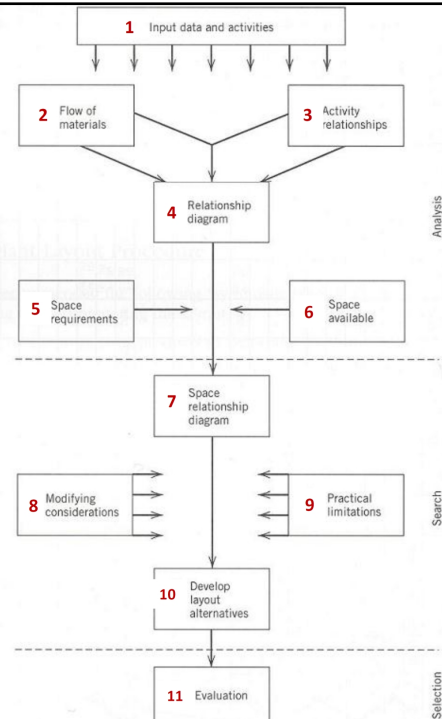 1 Input data and activities
2 Flow of
materials
3 Activity
relationships
4 Relationship
diagram
Analysis
5 Space
requirements
6 Space
available
7 Space
relationship
diagram
8 Modifying
considerations
9 Practical
limitations
Search
10 Develop
layout
alternatives
11 Evaluation
Selection